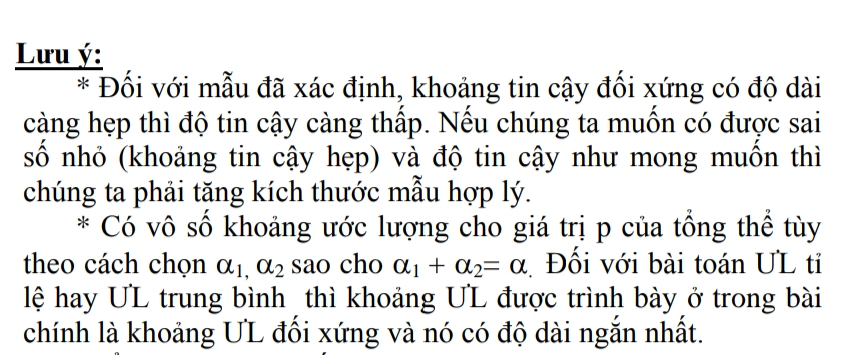 Lưu ý:
* Đối với mẫu đã xác định, khoảng tin cậy đối xứng có độ dài
càng hẹp thì độ tin cậy càng thấp. Nếu chúng ta muốn có được sai
số nhỏ (khoảng tin cậy hẹp) và độ tin cậy như mong muốn thì
chúng ta phải tăng kích thước mẫu hợp lý.
* Có vô số khoảng ước lượng cho giá trị p của tổng thể tùy
theo cách chọn α₁, α₂ sao cho α₁ + α₂= α. Đối với bài toán ƯL tỉ
lệ hay ƯL trung bình thì khoảng ƯL được trình bày ở trong bài
chính là khoảng ƯL đối xứng và nó có độ dài ngắn nhất.